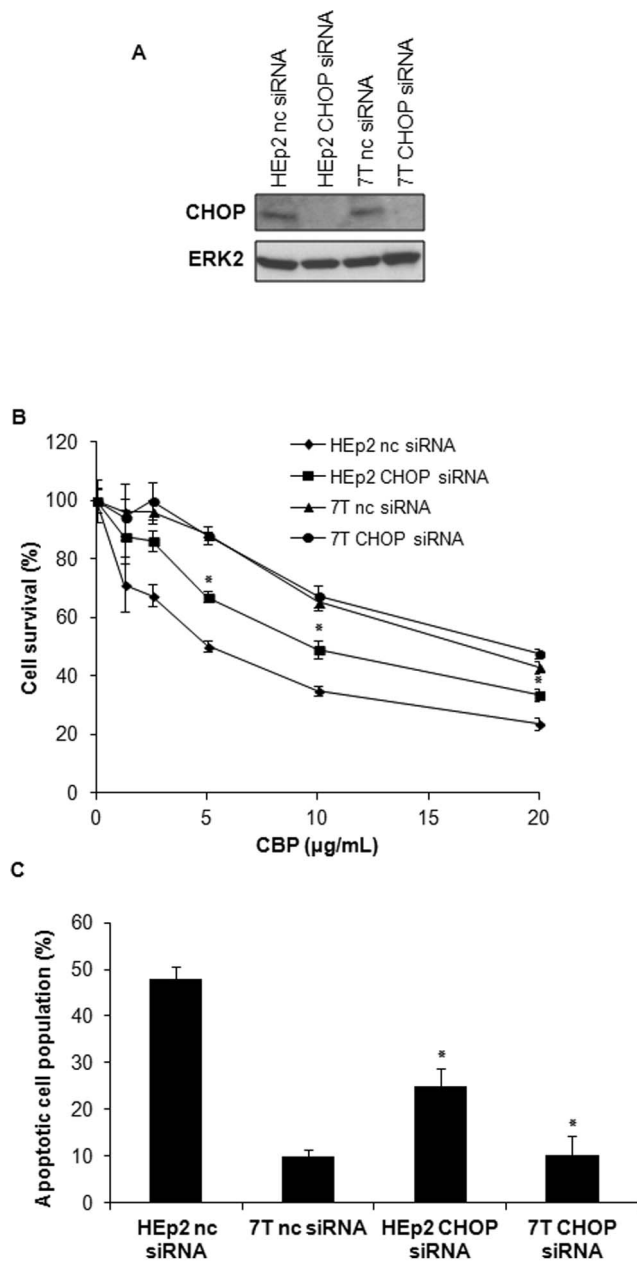 A
HEp2 nc siRNA
HEp2 CHOP siRNA
7T nc siRNA
7T CHOP siRNA
CHOP
ERK2
B
120
100
80
60
40
20
0
Cell survival (%)
HEp2 nc siRNA
HEp2 CHOP siRNA
7T nc siRNA
7T CHOP siRNA
*
*
*
0 5 10 15 20
CBP (µg/mL)
C
60
50
40
30
20
10
0
Apoptotic cell population (%)
*
*
HEp2 nc siRNA
7T nc siRNA
HEp2 CHOP siRNA
7T CHOP siRNA